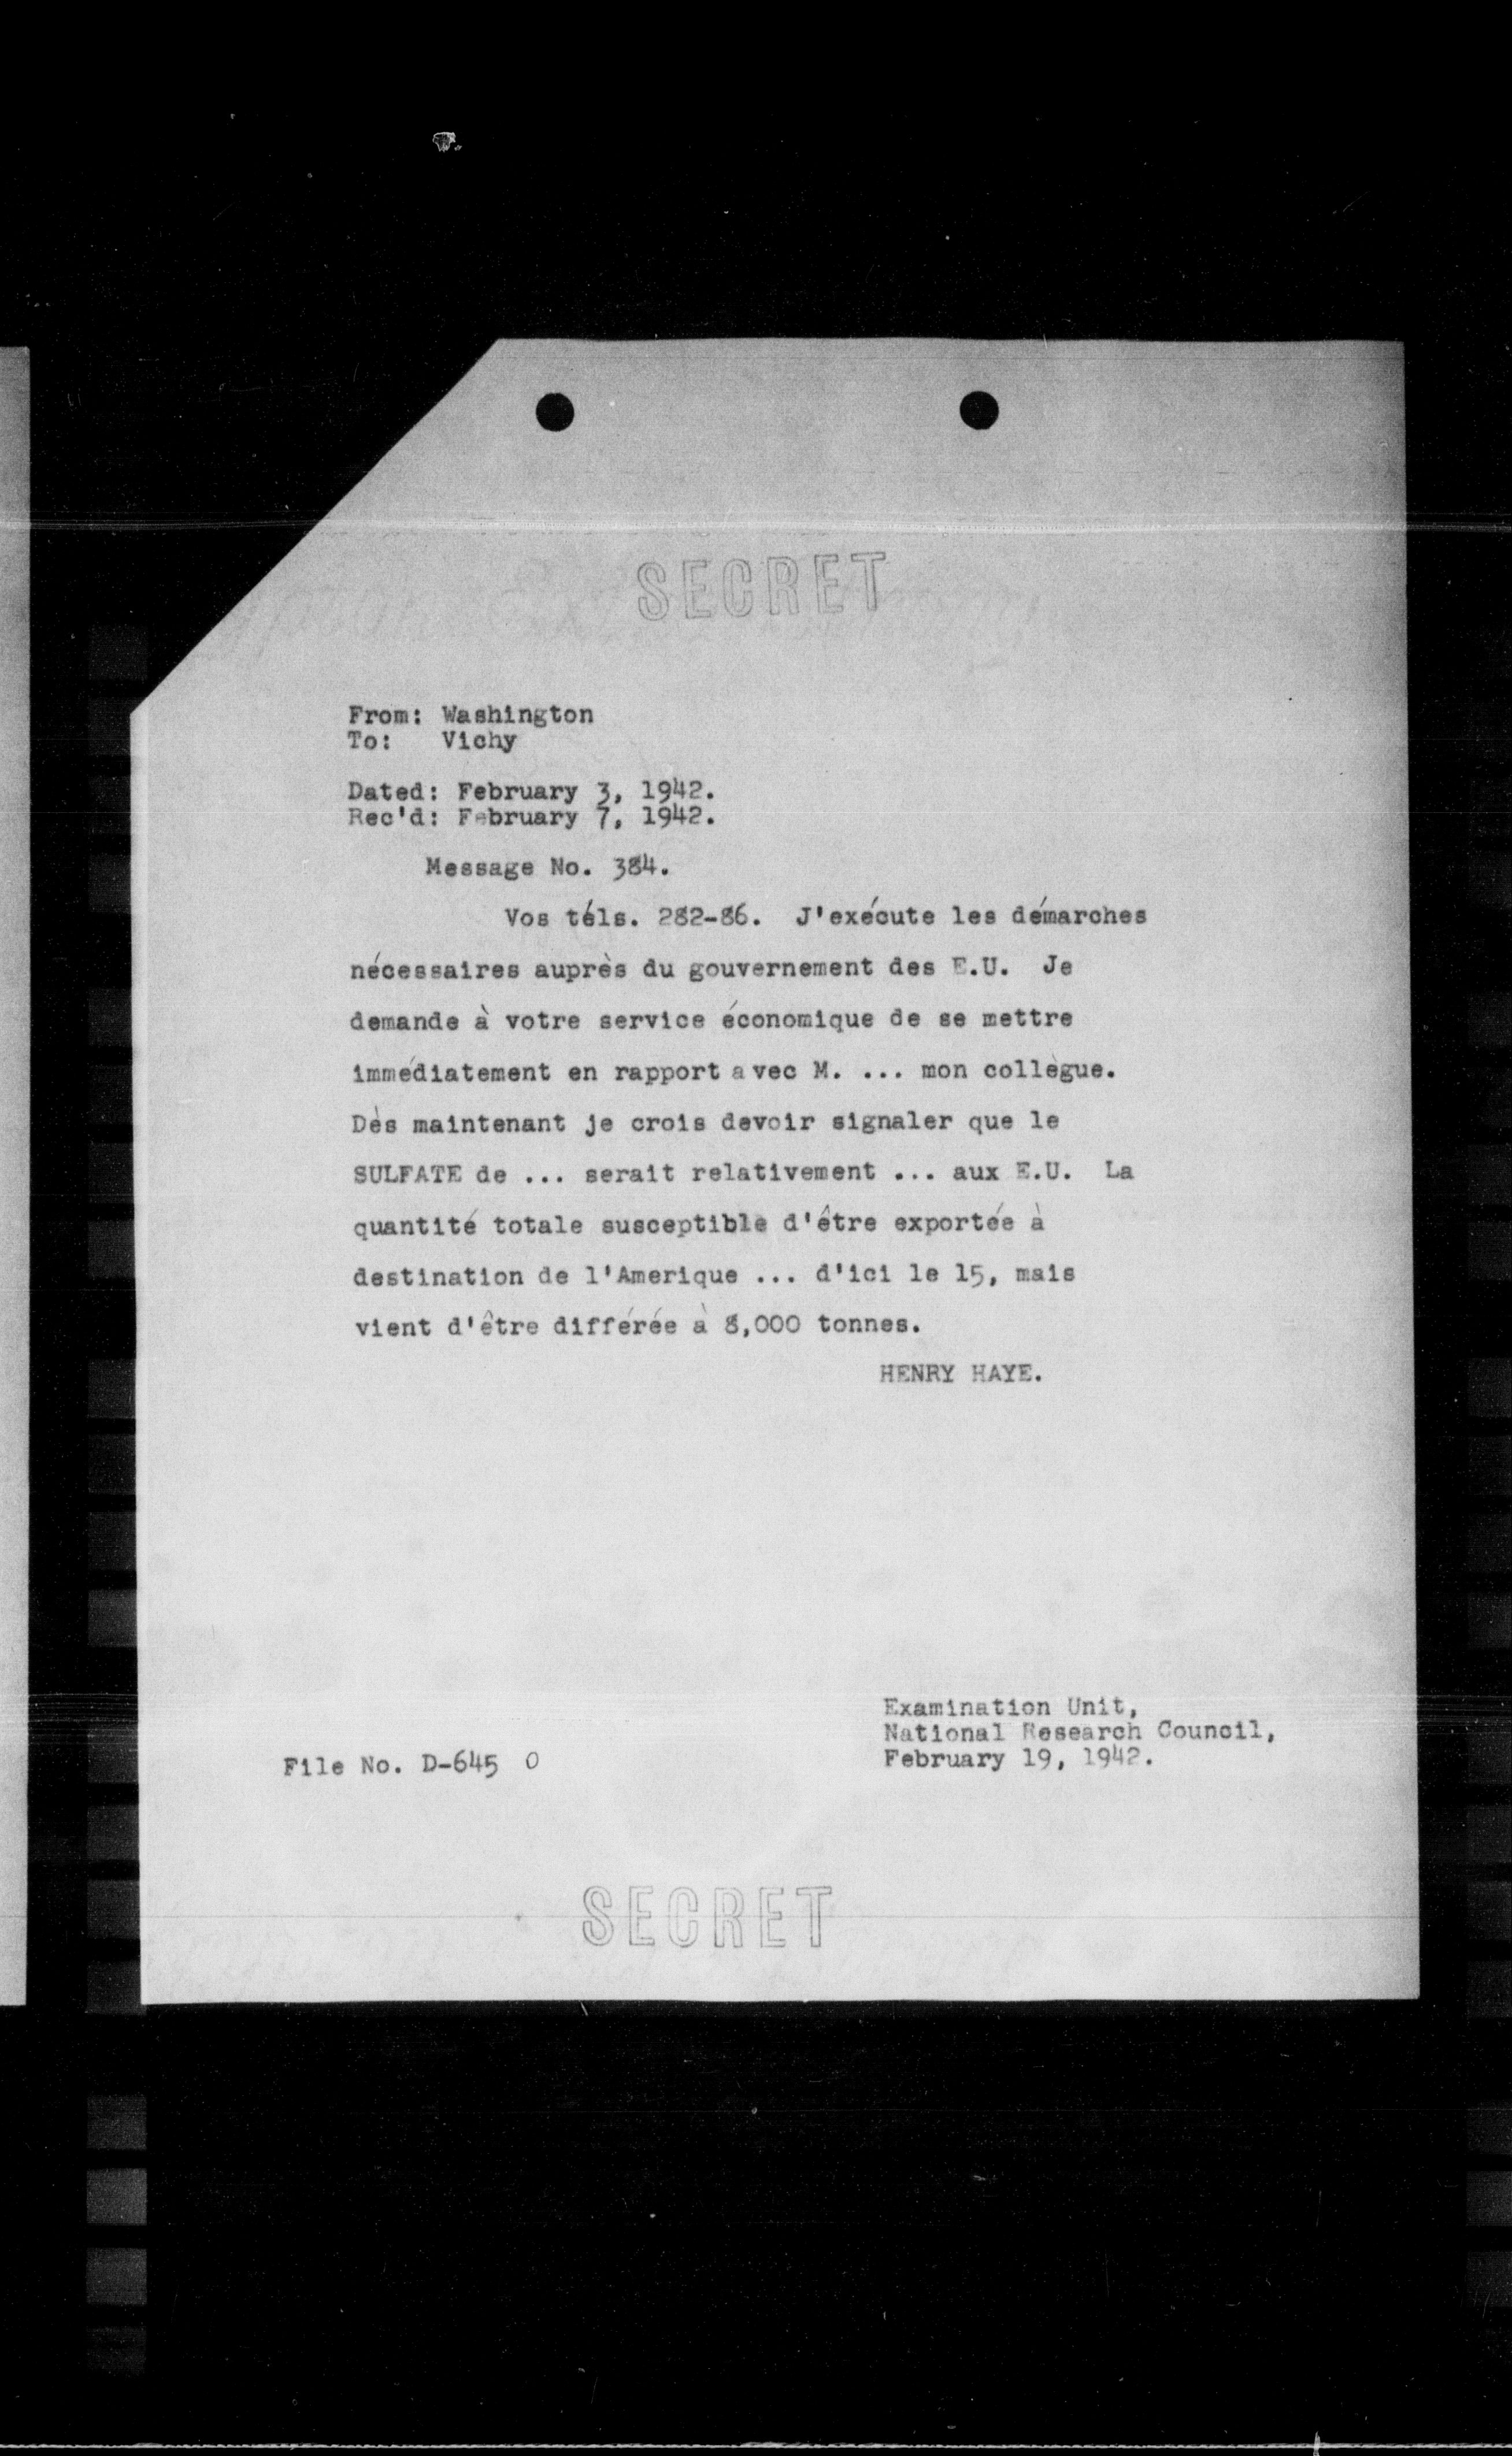 SECRET
From: Washington
To: Vichy
Dated: February 3, 1942.
Rec'd: February 7, 1942.
Message No. 384.
Vos téls. 282-86. J'exécute les démarches
nécessaires auprès du gouvernement des E.U. Je
demande à votre service économique de se mettre
immédiatement en rapport avec M. ... mon collègue.
Dès maintenant je crois devoir signaler que le
SULFATE de ... serait relativement ... aux E.U. La
quantité totale susceptible d'être exportée à
destination de l'Amerique ... d'ici le 15, mais
vient d'être différée à 8,000 tonnes.
HENRY HAYE.
Examination Unit,
National Research Council,
February 19, 1942.
File No. D-645 0
SECRET